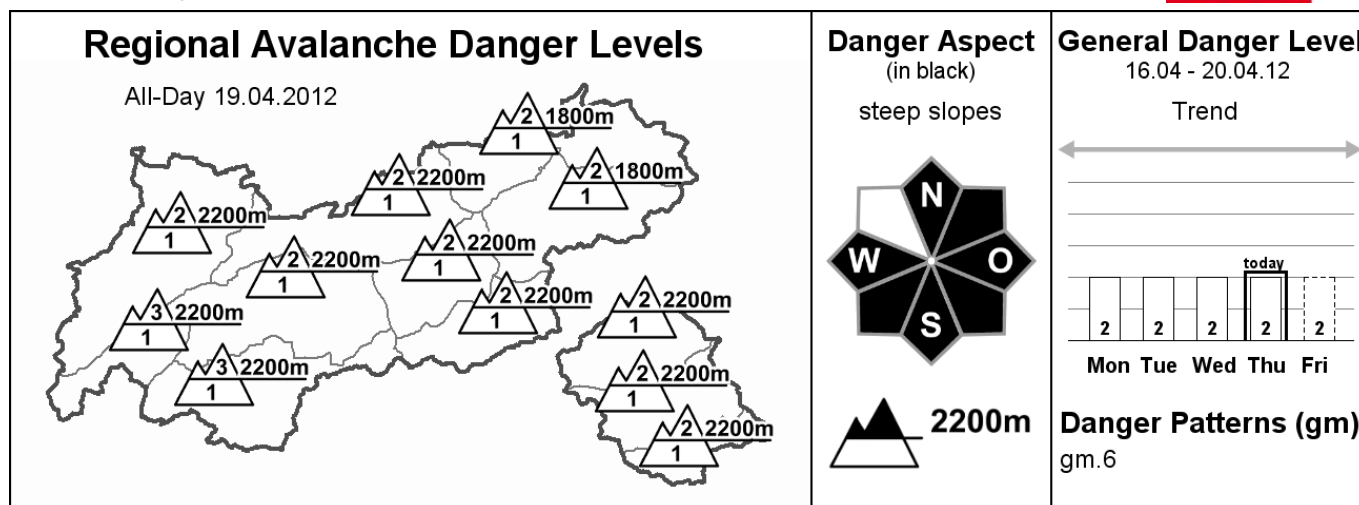 Regional Avalanche Danger Levels
All-Day 19.04.2012
2 1800m
1
2 1800m
1
2 2200m
1
2 2200m
1
2 2200m
1
2 2200m
1
2 2200m
1
2 2200m
1
3 2200m
1
3 2200m
1
2 2200m
1
2 2200m
1
Danger Aspect
(in black)
steep slopes
N
W O
S
2200m
General Danger Level
16.04 - 20.04.12
Trend
today
2 2 2 2 2
Mon Tue Wed Thu Fri
Danger Patterns (gm)
gm.6